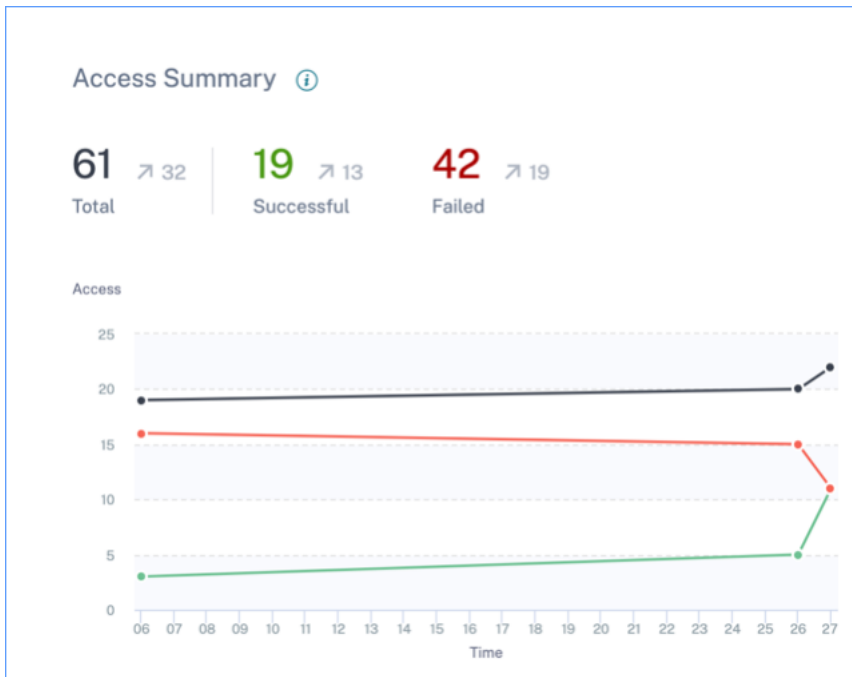 Access Summary i
61 ↗ 32 19 ↗ 13 42 ↗ 19
Total Successful Failed
Access
25
20
15
10
5
0
06 07 08 09 10 11 12 13 14 15 16 17 18 19 20 21 22 23 24 25 26 27
Time